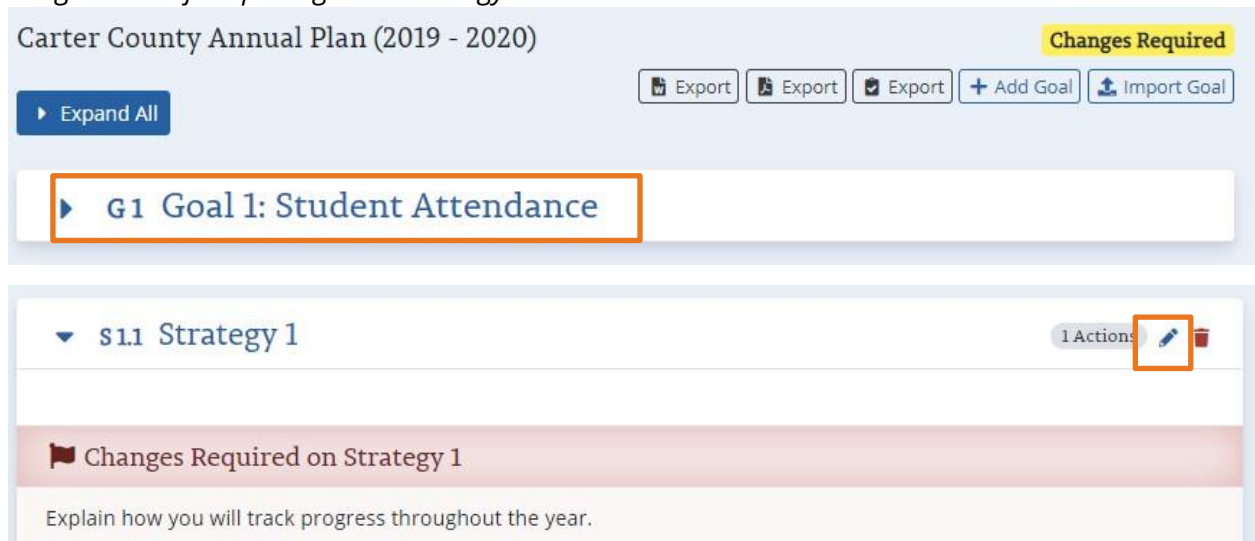 Carter County Annual Plan (2019 - 2020)
Changes Required
Export
Export
Export
+ Add Goal
Import Goal
Expand All
G 1 Goal 1: Student Attendance
S 1.1 Strategy 1
1 Actions
Changes Required on Strategy 1
Explain how you will track progress throughout the year.